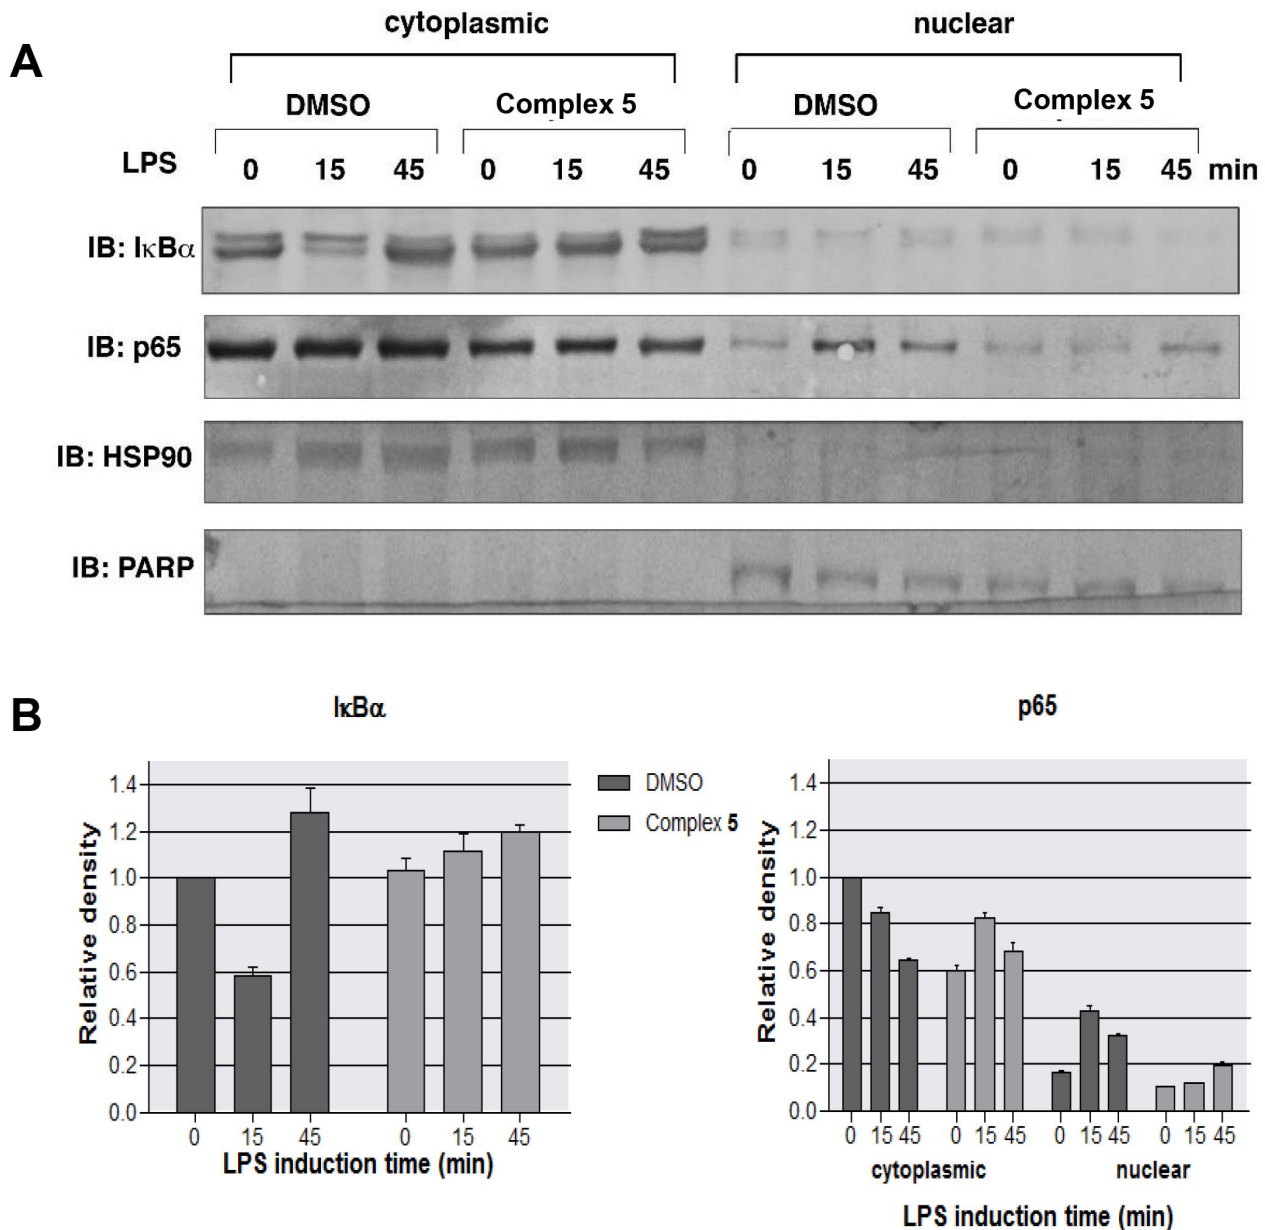 A
cytoplasmic nuclear
DMSO Complex 5 DMSO Complex 5
LPS 0 15 45 0 15 45 0 15 45 0 15 45 min
IB: IκBα
IB: p65
IB: HSP90
IB: PARP
B
IκBα
Relative density
1.4
1.2
1.0
0.8
0.6
0.4
0.2
0.0
0 15 45 0 15 45
LPS induction time (min)
DMSO
Complex 5
p65
Relative density
1.4
1.2
1.0
0.8
0.6
0.4
0.2
0.0
0 15 45 0 15 45 0 15 45 0 15 45
cytoplasmic nuclear
LPS induction time (min)